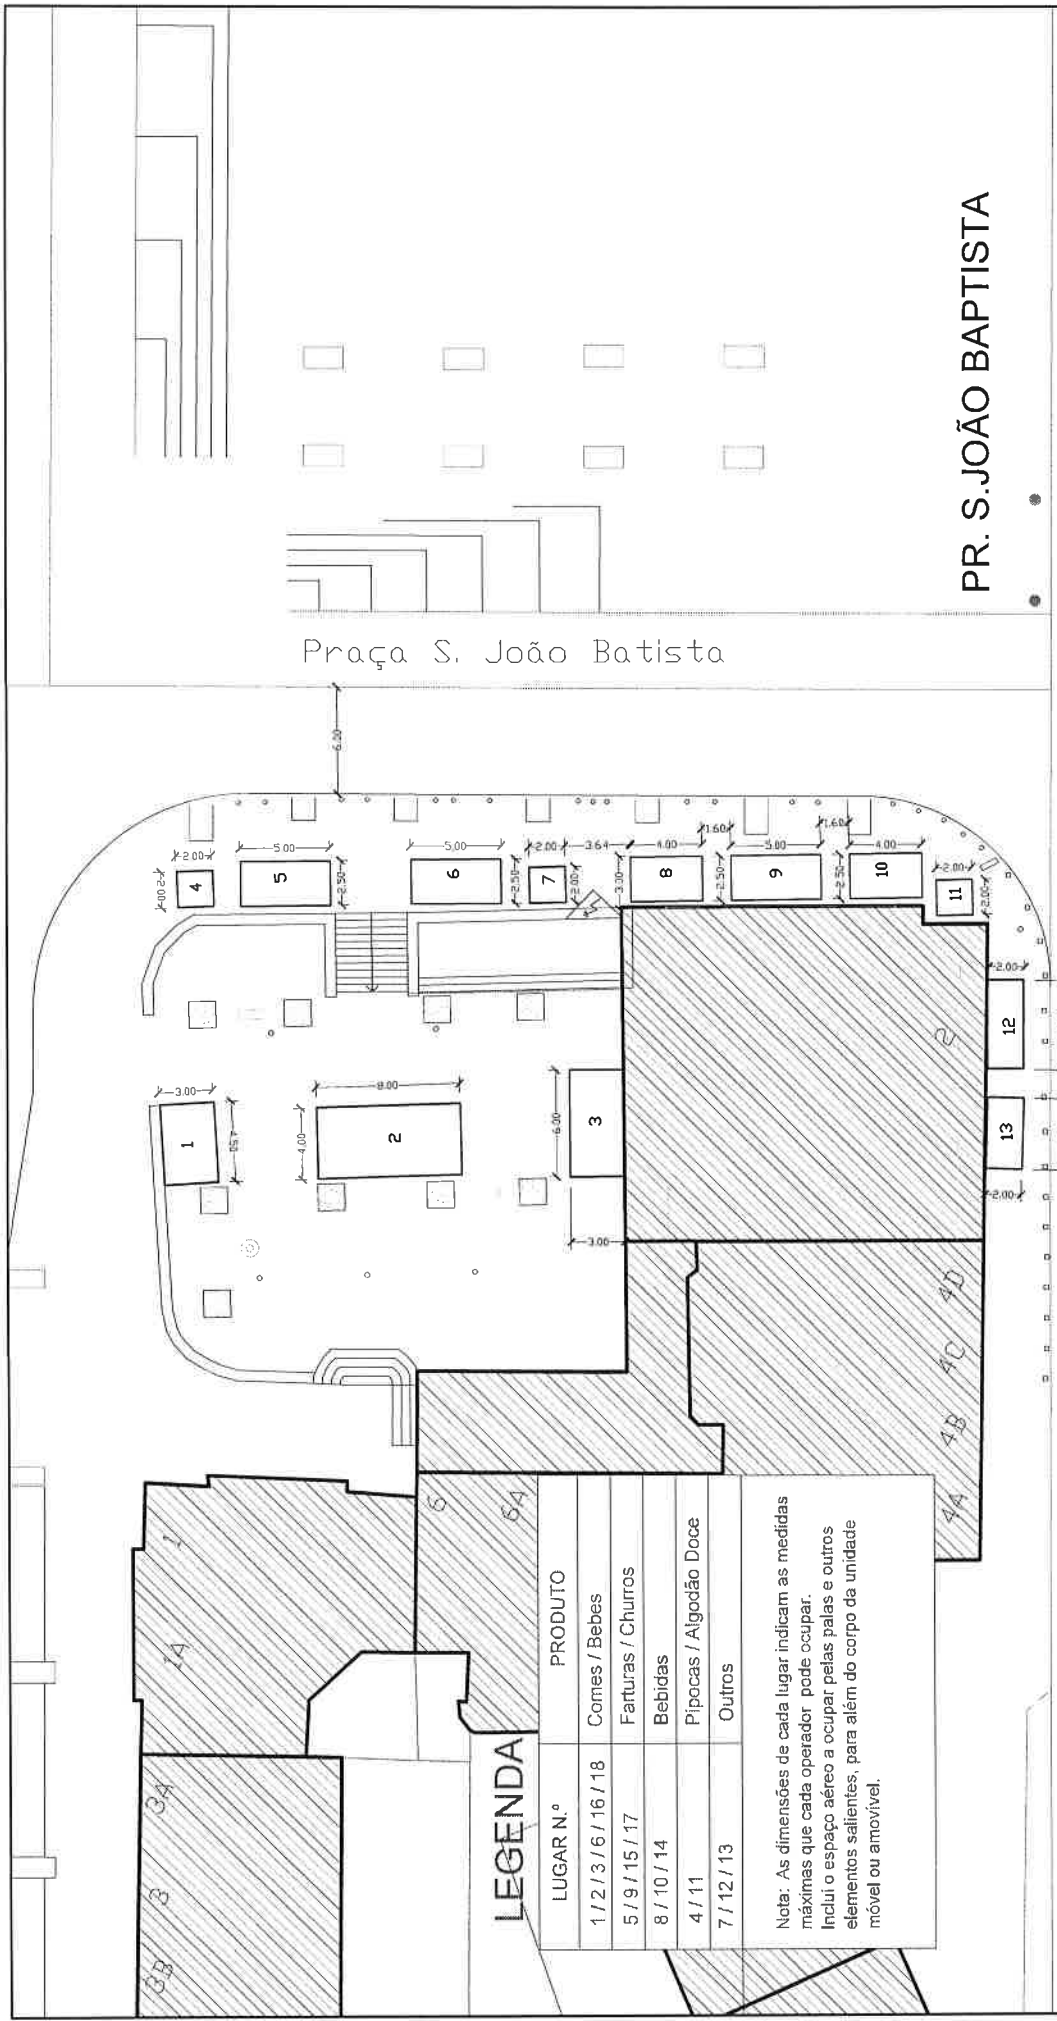 PR. S.JOÃO BAPTISTA
Praça S. João Batista
6.00
4
2.00
2.00
5
5.00
2.50
6
5.00
2.50
7
2.00
2.00
3.64
8
4.00
3.00
1.60
2.50
9
5.00
1.60
2.50
10
4.00
11
2.00
2.00
12
2.00
13
2.00
1
3.00
4.50
2
8.00
4.00
3
6.00
3.00
2
4D
4C
4B
4A
6
6A
1
1A
3A
3
3B
LEGENDA
LUGAR N.º PRODUTO
1 / 2 / 3 / 6 / 16 / 18 Comes / Bebes
5 / 9 / 15 / 17 Farturas / Churros
8 / 10 / 14 Bebidas
4 / 11 Pipocas / Algodão Doce
7 / 12 / 13 Outros
Nota: As dimensões de cada lugar indicam as medidas
máximas que cada operador pode ocupar.
Inclui o espaço aéreo a ocupar pelas palas e outros
elementos salientes, para além do corpo da unidade
móvel ou amovível.